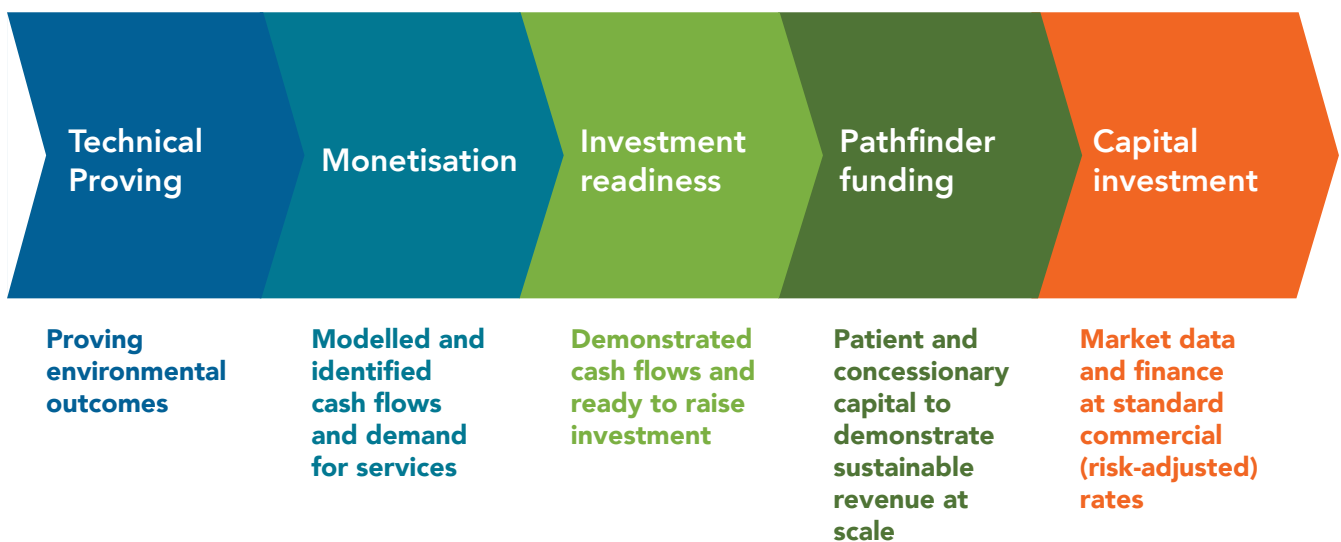 Technical
Proving
Monetisation
Investment
readiness
Pathfinder
funding
Capital
investment
Proving
environmental
outcomes
Modelled and
identified
cash flows
and demand
for services
Demonstrated
cash flows and
ready to raise
investment
Patient and
concessionary
capital to
demonstrate
sustainable
revenue at
scale
Market data
and finance
at standard
commercial
(risk-adjusted)
rates